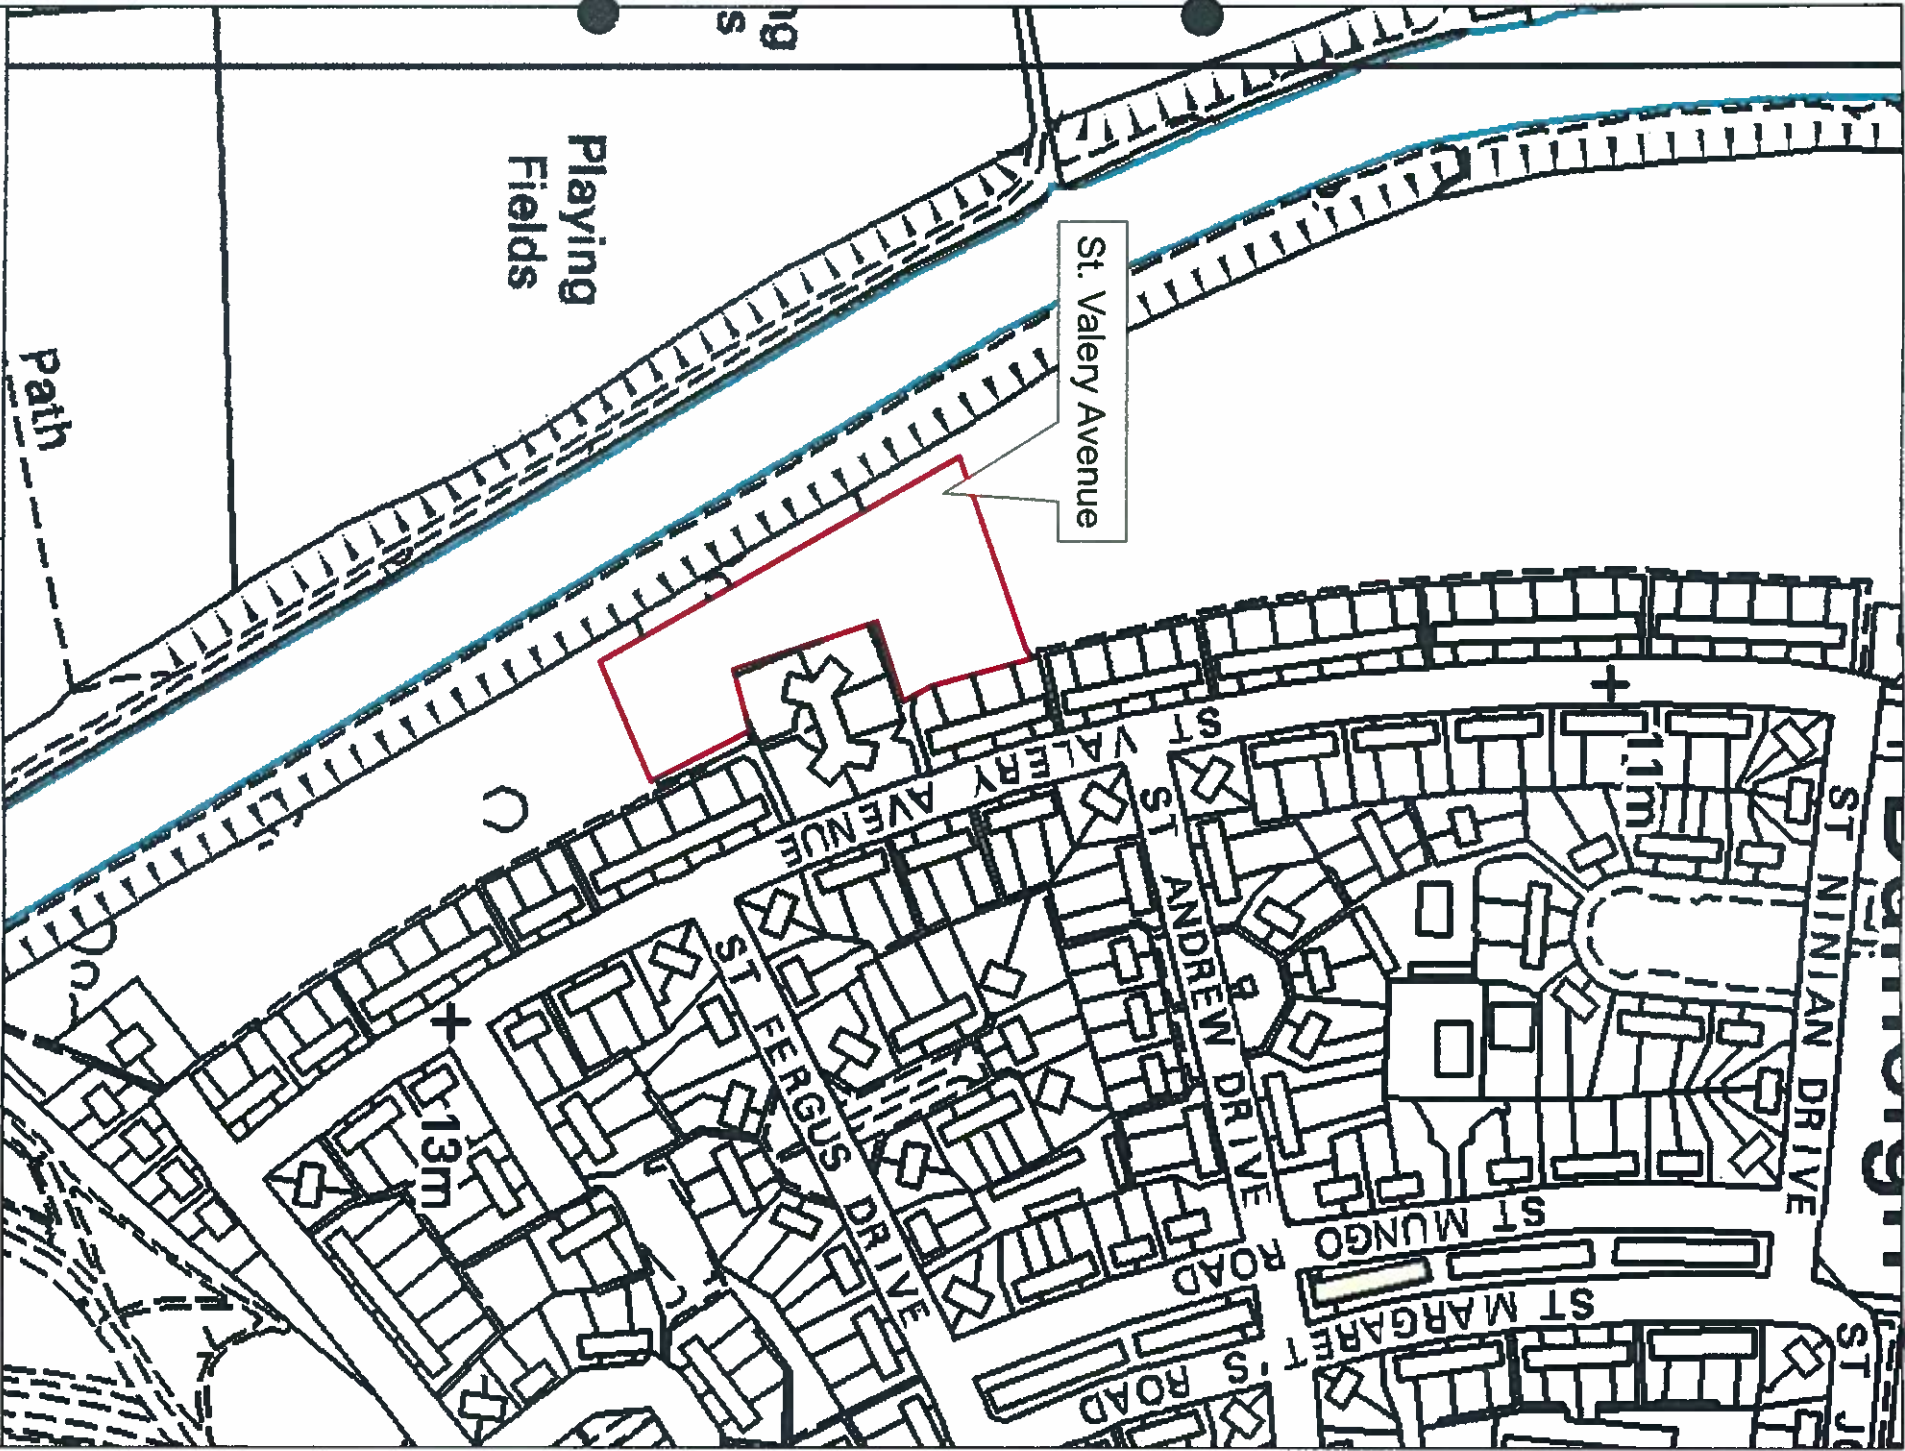 Playing
Fields
Path
St. Valery Avenue
ST VALERY AVENUE
ST ANDREW DRIVE
ST NINIAN DRIVE
11m
ST FERGUS DRIVE
13m
ST MUNGO
ROAD
ST MARGARET'S ROAD
ST